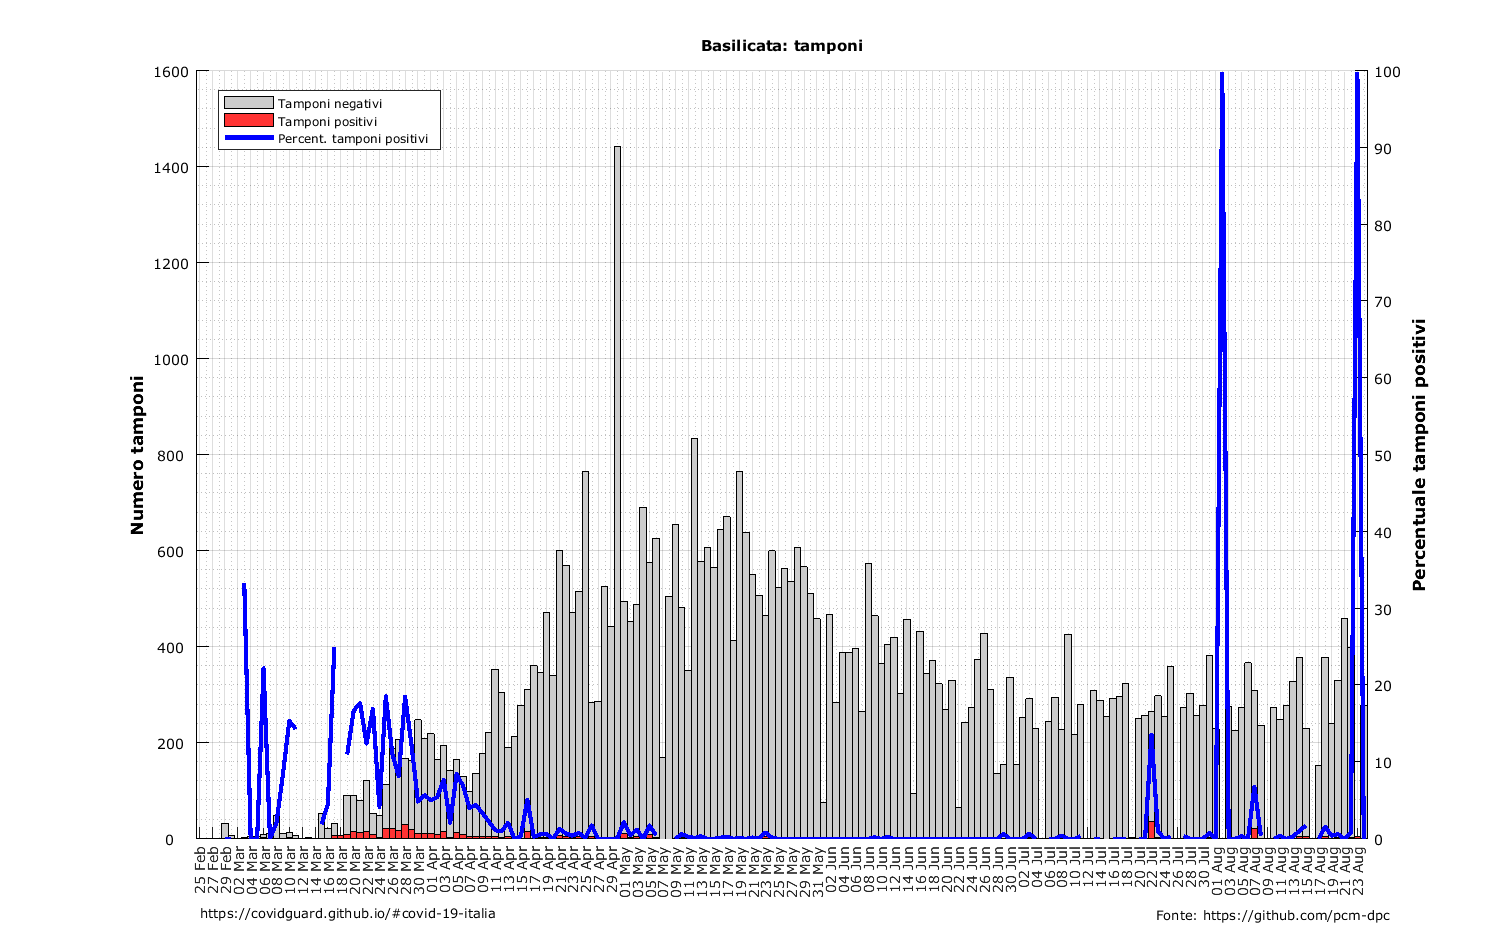 Basilicata: tamponi
Tamponi negativi
Tamponi positivi
Percent. tamponi positivi
Numero tamponi
1600
1400
1200
1000
800
600
400
200
0
100
90
80
70
60
50
40
30
20
10
0
Percentuale tamponi positivi
25 Feb
27 Feb
29 Feb
02 Mar
04 Mar
06 Mar
08 Mar
10 Mar
12 Mar
14 Mar
16 Mar
18 Mar
20 Mar
22 Mar
24 Mar
26 Mar
28 Mar
30 Mar
01 Apr
03 Apr
05 Apr
07 Apr
09 Apr
11 Apr
13 Apr
15 Apr
17 Apr
19 Apr
21 Apr
23 Apr
25 Apr
27 Apr
29 Apr
01 May
03 May
05 May
07 May
09 May
11 May
13 May
15 May
17 May
19 May
21 May
23 May
25 May
27 May
29 May
31 May
02 Jun
04 Jun
06 Jun
08 Jun
10 Jun
12 Jun
14 Jun
16 Jun
18 Jun
20 Jun
22 Jun
24 Jun
26 Jun
28 Jun
30 Jun
02 Jul
04 Jul
06 Jul
08 Jul
10 Jul
12 Jul
14 Jul
16 Jul
18 Jul
20 Jul
22 Jul
24 Jul
26 Jul
28 Jul
30 Jul
01 Aug
03 Aug
05 Aug
07 Aug
09 Aug
11 Aug
13 Aug
15 Aug
17 Aug
19 Aug
21 Aug
23 Aug
https://covidguard.github.io/#covid-19-italia
Fonte: https://github.com/pcm-dpc